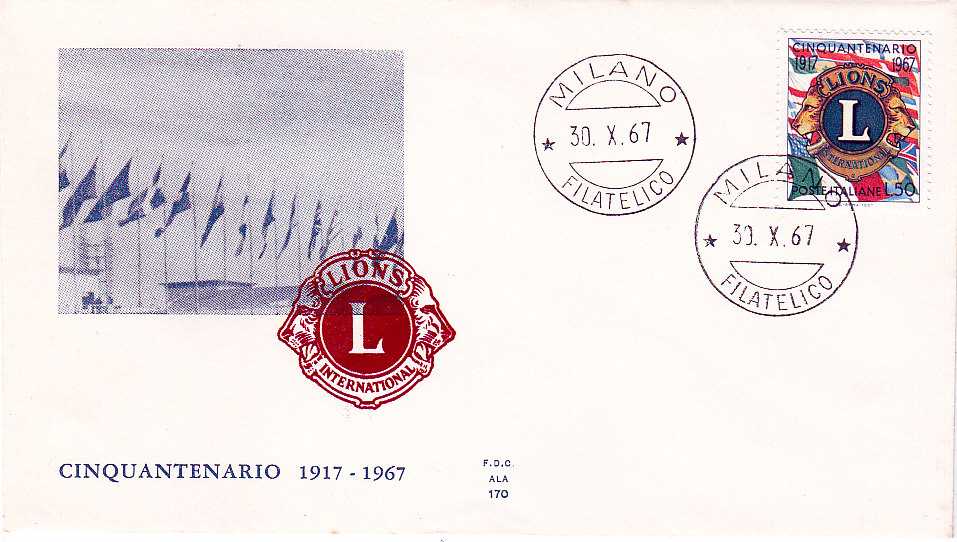 CINQUANTENARIO
1917 1967
LIONS
L
INTERNATIONAL
POSTE ITALIANE L.50
MILANO
30. X. 67
FILATELICO
MILANO
30. X. 67
FILATELICO
LIONS
L
INTERNATIONAL
CINQUANTENARIO 1917 - 1967
F.D.C.
ALA
170